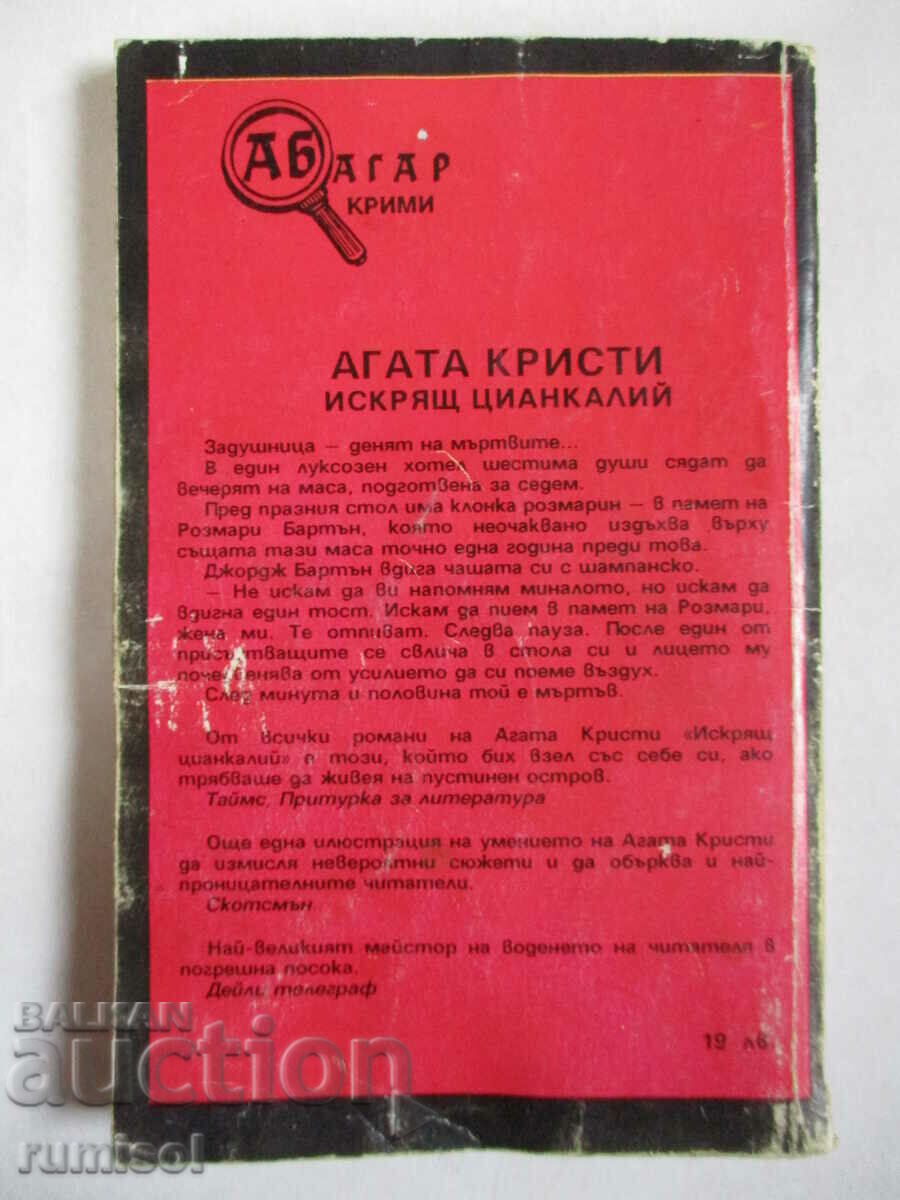 АБАГАР
КРИМИ
АГАТА КРИСТИ
ИСКРЯЩ ЦИАНКАЛИЙ
Задушница — денят на мъртвите...
В един луксозен хотел шестима души сядат да
вечерят на маса, подготвена за седем.
Пред празния стол има клонка розмарин — в памет на
Розмари Бартън, която неочаквано издъхва върху
същата тази маса точно една година преди това.
Джордж Бартън вдига чашата си с шампанско.
— Не искам да ви напомням миналото, но искам да
вдигна един тост. Искам да пием в памет на Розмари,
жена ми. Те отпиват. Следва пауза. После един от
присъстващите се свлича в стола си и лицето му
почервенява от усилието да си поеме въздух.
След минута и половина той е мъртъв.
От всички романи на Агата Кристи «Искрящ
цианкалий» е този, който бих взел със себе си, ако
трябваше да живея на пустинен остров.
Таймс, Притурка за литература
Още една илюстрация на умението на Агата Кристи
да измисля невероятни сюжети и да обърква и най-
проницателните читатели.
Скотсмън
Най-великият майстор на воденето на читателя в
погрешна посока.
Дейли телеграф
19 лв
BALKAN
auction
rumisol